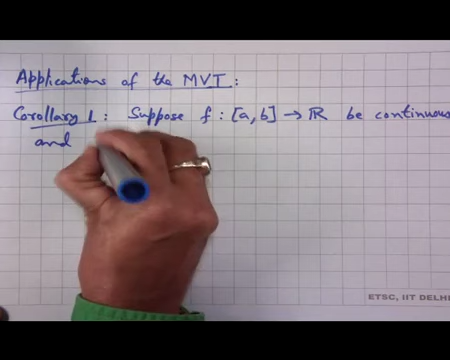 Applications of the MVT :
Corollary 1 : Suppose f : [a, b] → ℝ be continuous
and
ETSC, IIT DELHI